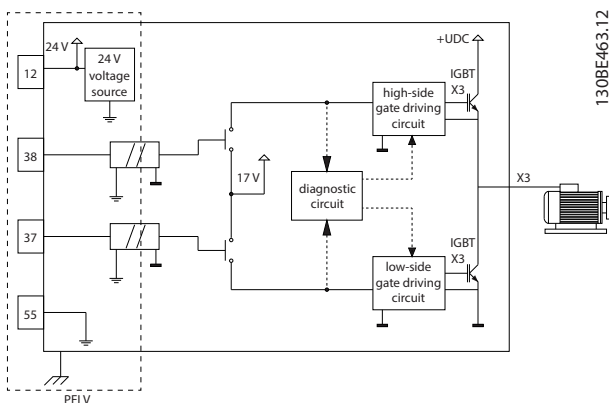 130BE463.12
+UDC
24 V
12
24 V
voltage
source
IGBT
X3
high-side
gate driving
circuit
38
17 V
diagnostic
circuit
X3
37
IGBT
X3
low-side
gate driving
circuit
55
PELV